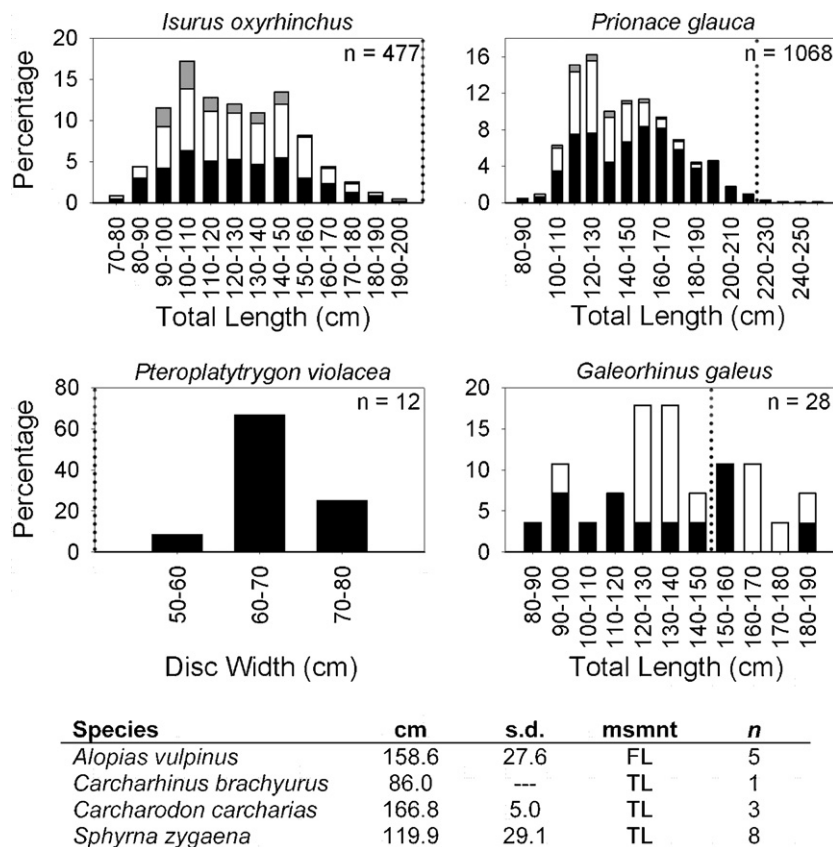 Isurus oxyrhinchus
n = 477
Percentage
20
15
10
5
0
70-80
80-90
90-100
100-110
110-120
120-130
130-140
140-150
150-160
160-170
170-180
180-190
190-200
Total Length (cm)
Prionace glauca
n = 1068
16
12
8
4
0
80-90
100-110
120-130
140-150
160-170
180-190
200-210
220-230
240-250
Total Length (cm)
Pteroplatytrygon violacea
n = 12
Percentage
80
60
40
20
0
50-60
60-70
70-80
Disc Width (cm)
Galeorhinus galeus
n = 28
20
15
10
5
0
80-90
90-100
100-110
110-120
120-130
130-140
140-150
150-160
160-170
170-180
180-190
Total Length (cm)
Species cm s.d. msmnt n
Alopias vulpinus 158.6 27.6 FL 5
Carcharhinus brachyurus 86.0 --- TL 1
Carcharodon carcharias 166.8 5.0 TL 3
Sphyrna zygaena 119.9 29.1 TL 8